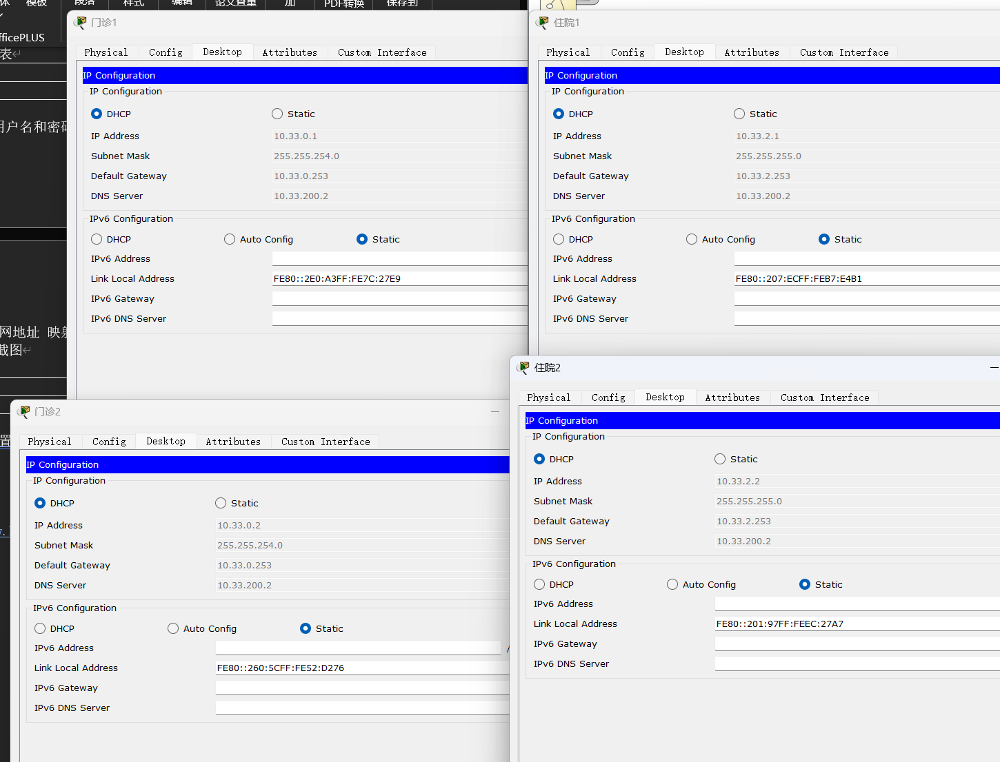 模板
段落
样式
编辑
论文查重
加
PDF转换
保存到
fficePLUS
表
用户名和密码
网地址 映射
截图
置
门诊1
Physical Config Desktop Attributes Custom Interface
IP Configuration
IP Configuration
DHCP Static
IP Address 10.33.0.1
Subnet Mask 255.255.254.0
Default Gateway 10.33.0.253
DNS Server 10.33.200.2
IPv6 Configuration
DHCP Auto Config Static
IPv6 Address
Link Local Address FE80::2E0:A3FF:FE7C:27E9
IPv6 Gateway
IPv6 DNS Server
住院1
Physical Config Desktop Attributes Custom Interface
IP Configuration
IP Configuration
DHCP Static
IP Address 10.33.2.1
Subnet Mask 255.255.255.0
Default Gateway 10.33.2.253
DNS Server 10.33.200.2
IPv6 Configuration
DHCP Auto Config Static
IPv6 Address
Link Local Address FE80::207:ECFF:FEB7:E4B1
IPv6 Gateway
IPv6 DNS Server
门诊2
Physical Config Desktop Attributes Custom Interface
IP Configuration
IP Configuration
DHCP Static
IP Address 10.33.0.2
Subnet Mask 255.255.254.0
Default Gateway 10.33.0.253
DNS Server 10.33.200.2
IPv6 Configuration
DHCP Auto Config Static
IPv6 Address /
Link Local Address FE80::260:5CFF:FE52:D276
IPv6 Gateway
IPv6 DNS Server
住院2
Physical Config Desktop Attributes Custom Interface
IP Configuration
IP Configuration
DHCP Static
IP Address 10.33.2.2
Subnet Mask 255.255.255.0
Default Gateway 10.33.2.253
DNS Server 10.33.200.2
IPv6 Configuration
DHCP Auto Config Static
IPv6 Address
Link Local Address FE80::201:97FF:FEEC:27A7
IPv6 Gateway
IPv6 DNS Server